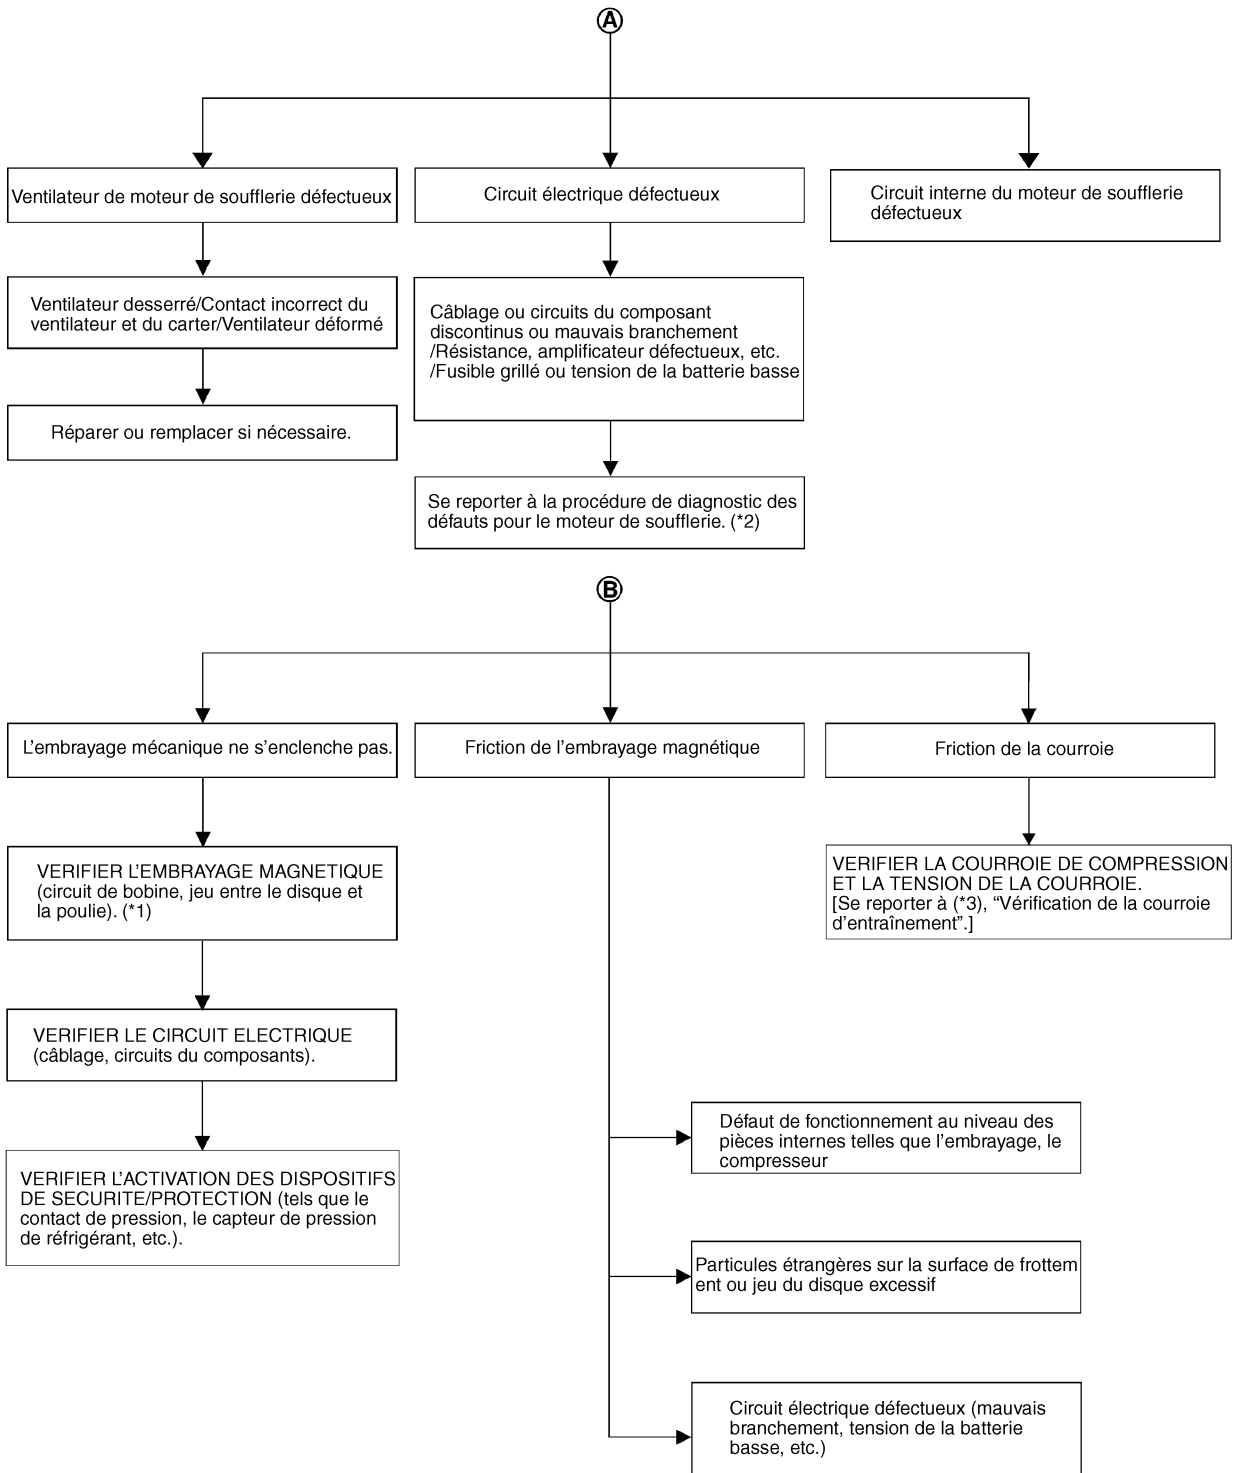 A
Ventilateur de moteur de soufflerie défectueux
Circuit électrique défectueux
Circuit interne du moteur de soufflerie
défectueux
Ventilateur desserré/Contact incorrect du
ventilateur et du carter/Ventilateur déformé
Câblage ou circuits du composant
discontinus ou mauvais branchement
/Résistance, amplificateur défectueux, etc.
/Fusible grillé ou tension de la batterie basse
Réparer ou remplacer si nécessaire.
Se reporter à la procédure de diagnostic des
défauts pour le moteur de soufflerie. (*2)
B
L'embrayage mécanique ne s'enclenche pas.
Friction de l'embrayage magnétique
Friction de la courroie
VERIFIER L'EMBRAYAGE MAGNETIQUE
(circuit de bobine, jeu entre le disque et
la poulie). (*1)
VERIFIER LA COURROIE DE COMPRESSION
ET LA TENSION DE LA COURROIE.
[Se reporter à (*3), “Vérification de la courroie
d'entraînement”.]
VERIFIER LE CIRCUIT ELECTRIQUE
(câblage, circuits du composants).
VERIFIER L'ACTIVATION DES DISPOSITIFS
DE SECURITE/PROTECTION (tels que le
contact de pression, le capteur de pression
de réfrigérant, etc.).
Défaut de fonctionnement au niveau des
pièces internes telles que l'embrayage, le
compresseur
Particules étrangères sur la surface de frottem
ent ou jeu du disque excessif
Circuit électrique défectueux (mauvais
branchement, tension de la batterie
basse, etc.)